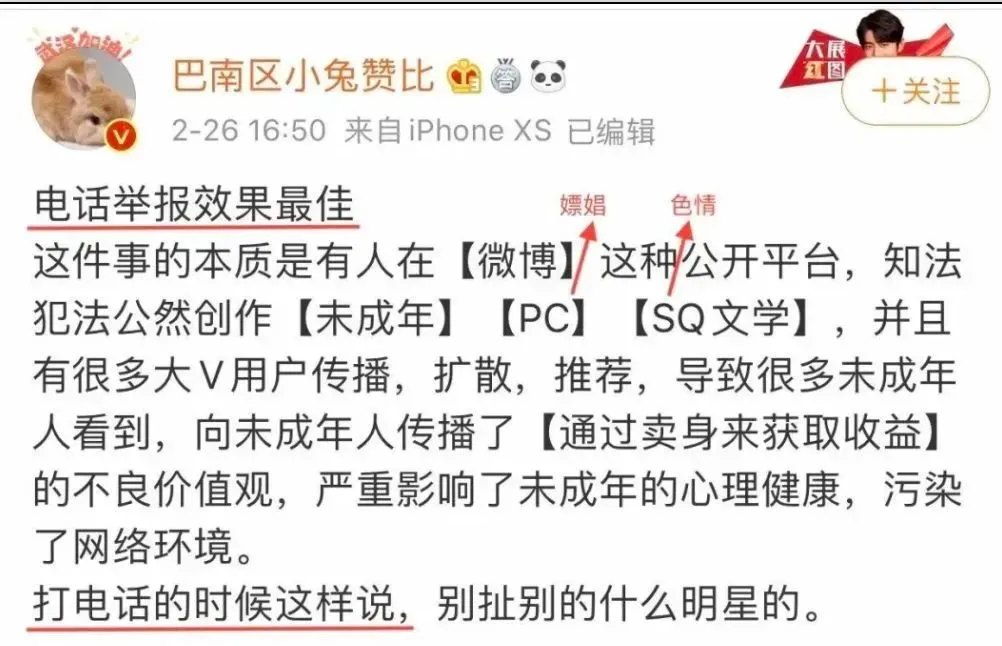 武汉加油!
大展
红图
巴南区小兔赞比
答
+关注
2-26 16:50 来自iPhone XS 已编辑
电话举报效果最佳
嫖娼 色情
这件事的本质是有人在【微博】这种公开平台，知法
犯法公然创作【未成年】【PC】【SQ文学】，并且
有很多大V用户传播，扩散，推荐，导致很多未成年
人看到，向未成年人传播了【通过卖身来获取收益】
的不良价值观，严重影响了未成年的心理健康，污染
了网络环境。
打电话的时候这样说，别扯别的什么明星的。